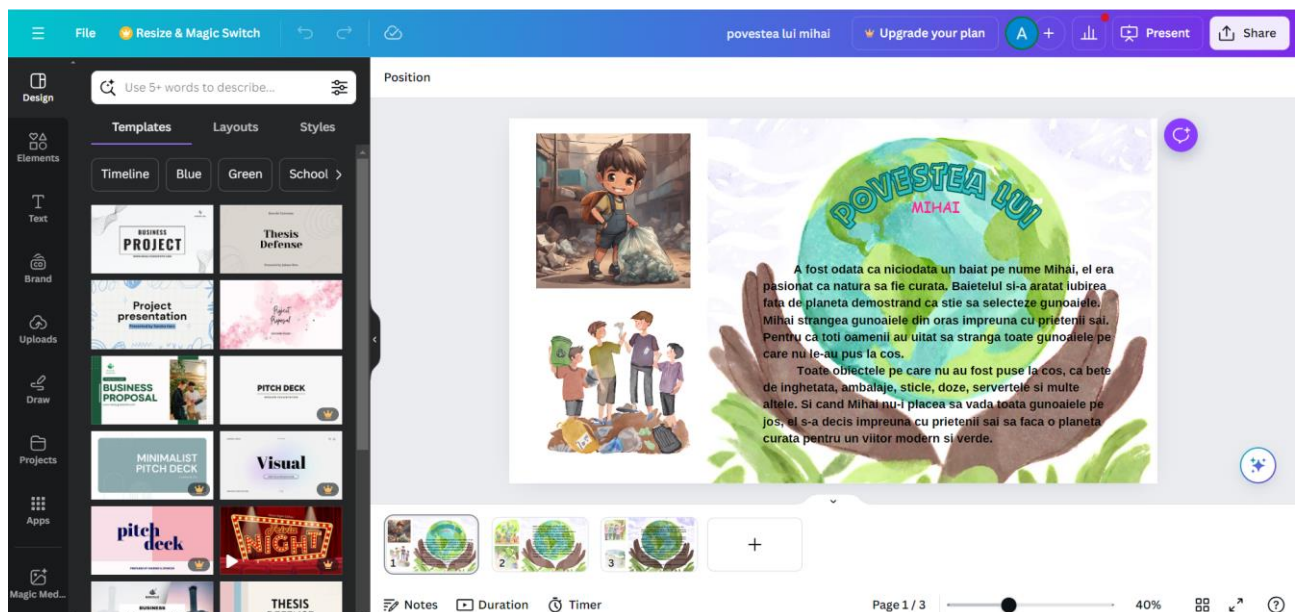 File
Resize & Magic Switch
povestea lui mihai
Upgrade your plan
A
Present
Share
Design
Elements
Text
Brand
Uploads
Draw
Projects
Apps
Magic Med...
Use 5+ words to describe...
Templates
Layouts
Styles
Timeline
Blue
Green
School
BUSINESS
PROJECT
Thesis
Defense
Project
presentation
Project
Proposal
BUSINESS
PROPOSAL
PITCH DECK
MINIMALIST
PITCH DECK
Visual
pitch
deck
NIGHT
BUSINESS
THESIS
Position
POVESTEA LUI
MIHAI
A fost odata ca niciodata un baiat pe nume Mihai, el era
pasionat ca natura sa fie curata. Baietelul si-a aratat iubirea
fata de planeta demostrand ca stie sa selecteze gunoaiele.
Mihai strangea gunoaiele din oras impreuna cu prietenii sai.
Pentru ca toti oamenii au uitat sa stranga toate gunoaiele pe
care nu le-au pus la cos.
Toate obiectele pe care nu au fost puse la cos, ca bete
de inghetata, ambalaje, sticle, doze, servertele si multe
altele. Si cand Mihai nu-i placea sa vada toata gunoaiele pe
jos, el s-a decis impreuna cu prietenii sai sa faca o planeta
curata pentru un viitor modern si verde.
1
2
3
Notes
Duration
Timer
Page 1 / 3
40%